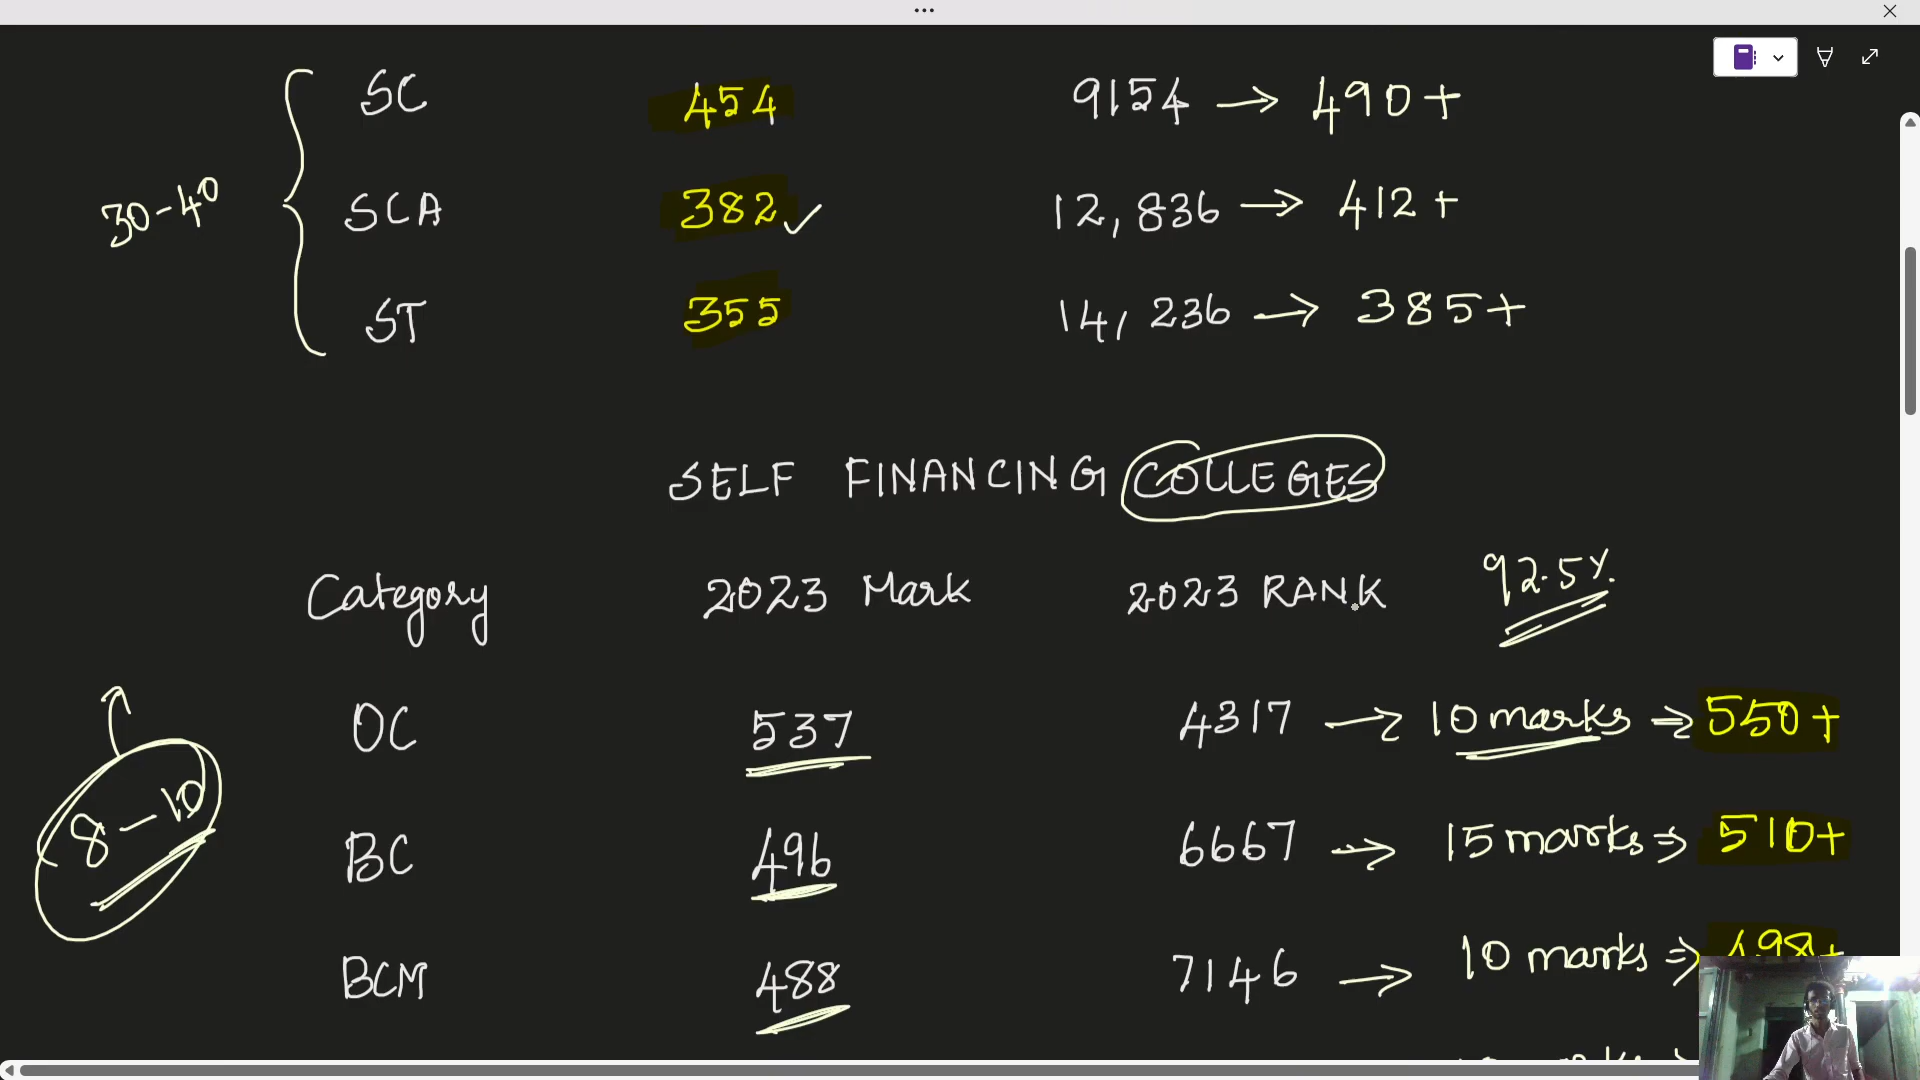 SC 454 9154 → 490+
30-40 SCA 382 ✓ 12,836 → 412+
ST 355 14,236 → 385+
SELF FINANCING COLLEGES
Category 2023 Mark 2023 RANK 92.5%
OC 537 4317 → 10 marks ⇒ 550+
8-10 BC 496 6667 → 15 marks ⇒ 510+
BCM 488 7146 → 10 marks ⇒ 498+